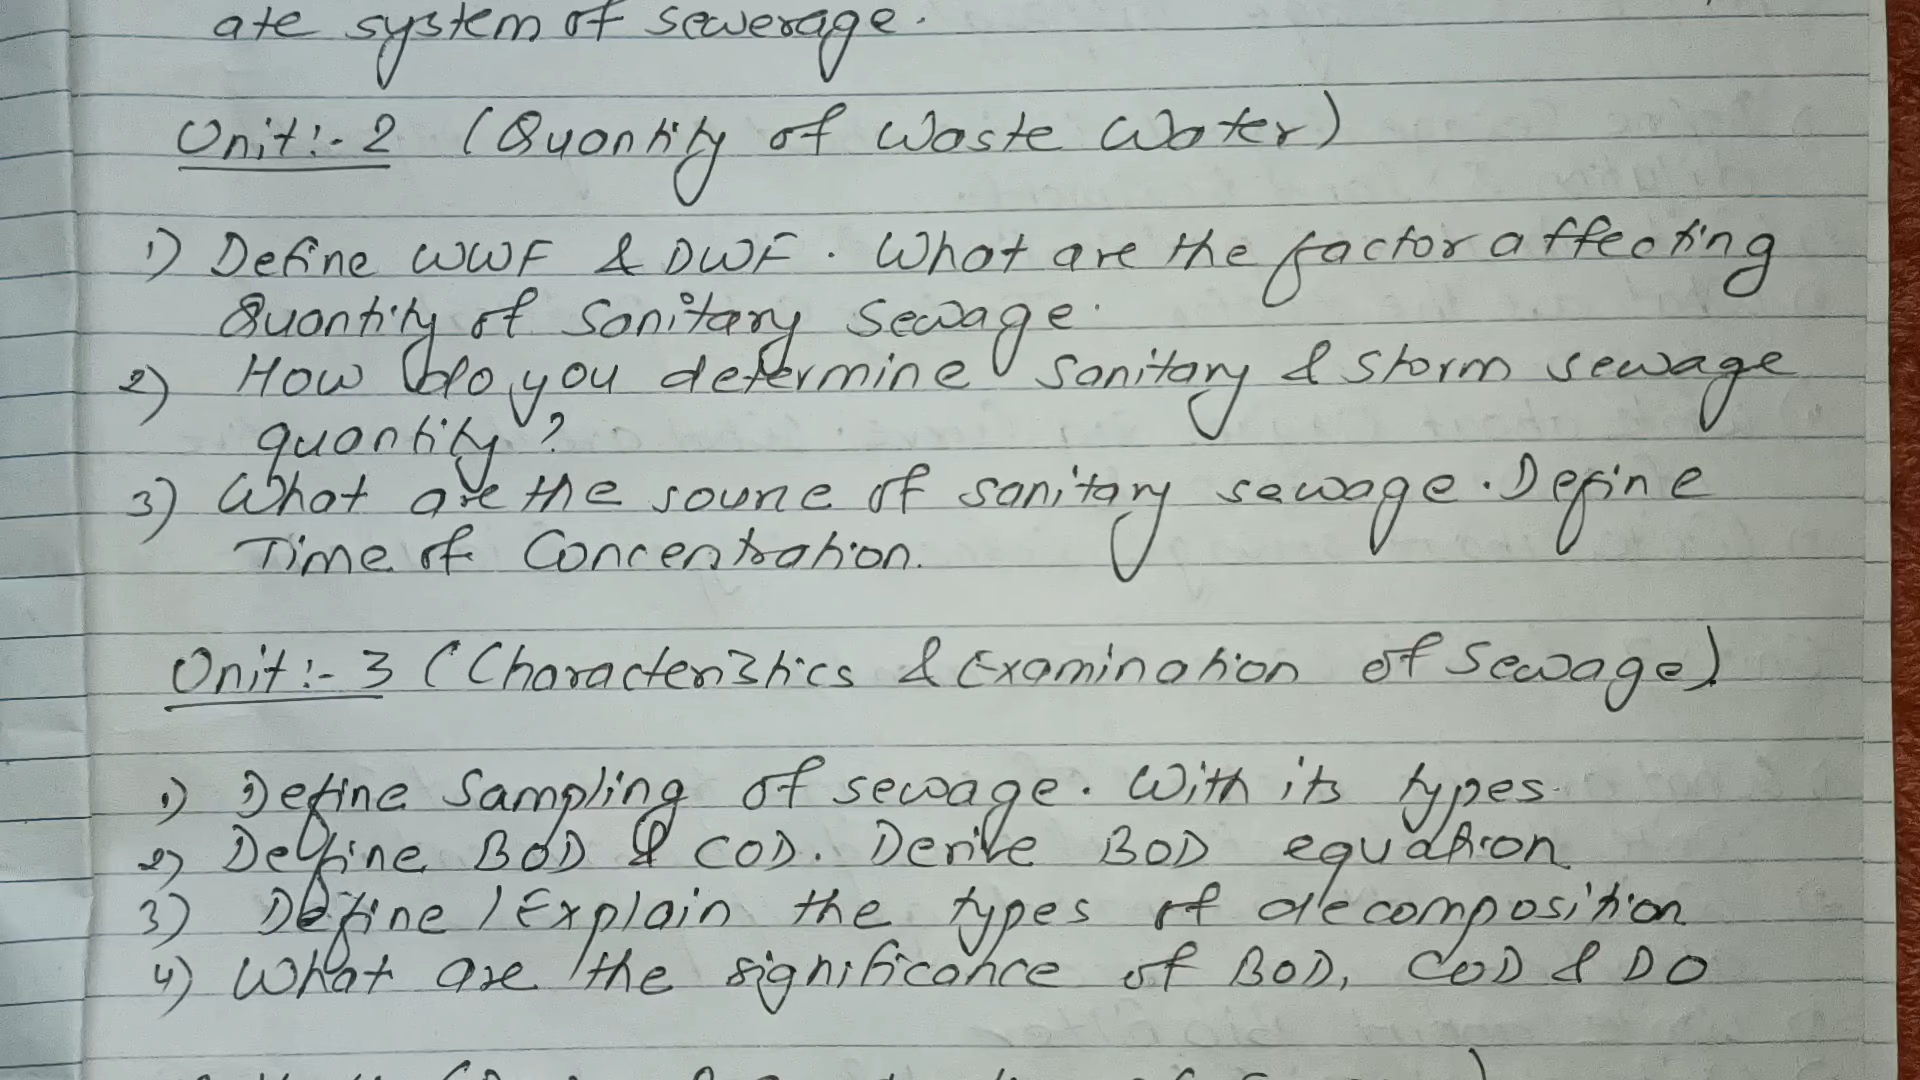 ate system of sewerage.
Unit:- 2 (Quantity of Waste Water)
1) Define WWF & DWF. What are the factor affecting
Quantity of Sanitary Sewage.
2) How do you determine Sanitary & Storm sewage
quantity?
3) What are the sourne of sanitary sewage. Define
Time of Concentration.
Unit:- 3 (Characteristics & Examination of Sewage)
1) Define Sampling of sewage. With its types.
2) Define BOD & COD. Derive BOD equation
3) Define / Explain the types of decomposition
4) What are the significance of BOD, COD & DO